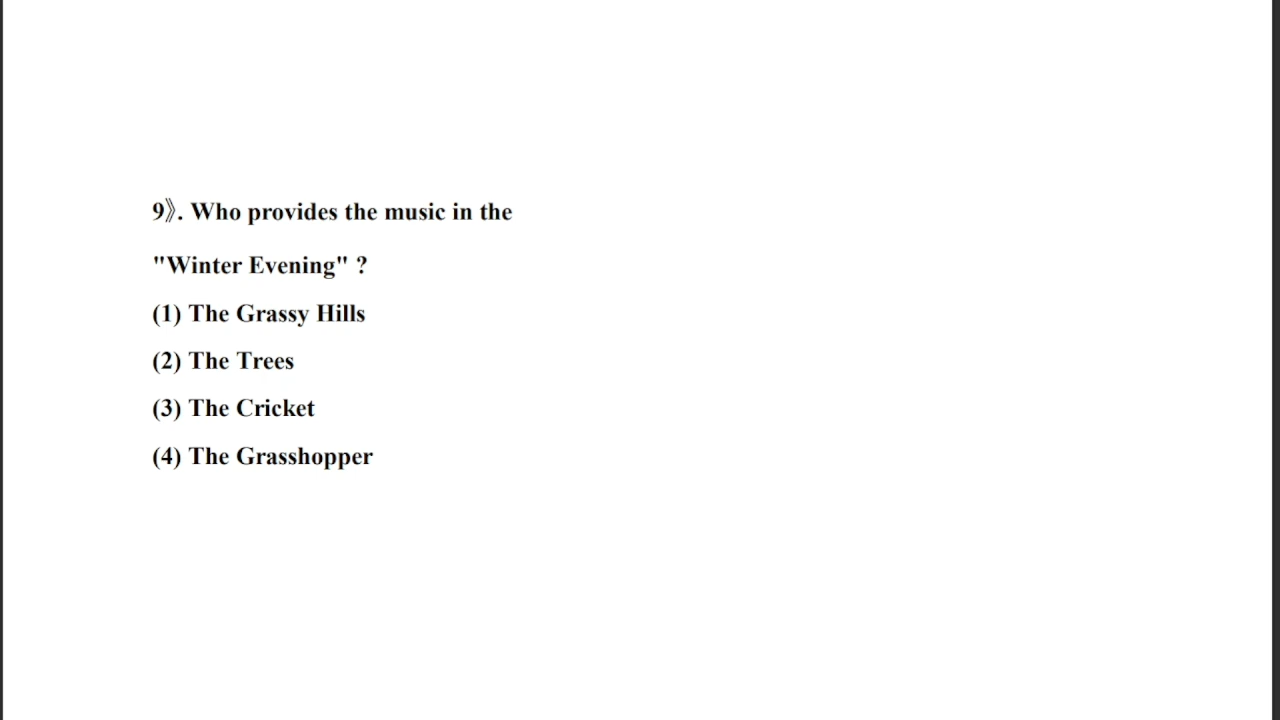 9》. Who provides the music in the
"Winter Evening" ?
(1) The Grassy Hills
(2) The Trees
(3) The Cricket
(4) The Grasshopper